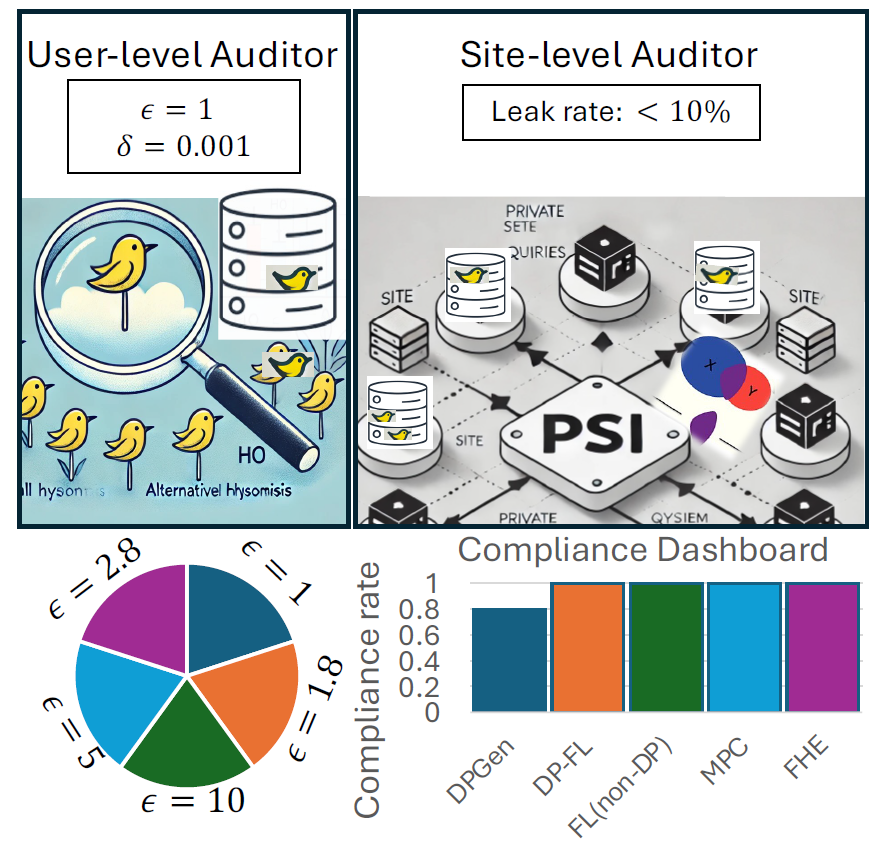 User-level Auditor
ϵ = 1
δ = 0.001
HO
Alternativel hlysomisis
Site-level Auditor
Leak rate: < 10%
PRIVATE
SETE
QUIRIES
SITE
SITE
X
Y
PSI
SITE
PRIVATE
QYSIEM
ϵ = 2.8
ϵ = 1
ϵ = 1.8
ϵ = 5
ϵ = 10
Compliance Dashboard
Compliance rate
1
0.8
0.6
0.4
0.2
0
DPGen
DP-FL
FL(non-DP)
MPC
FHE